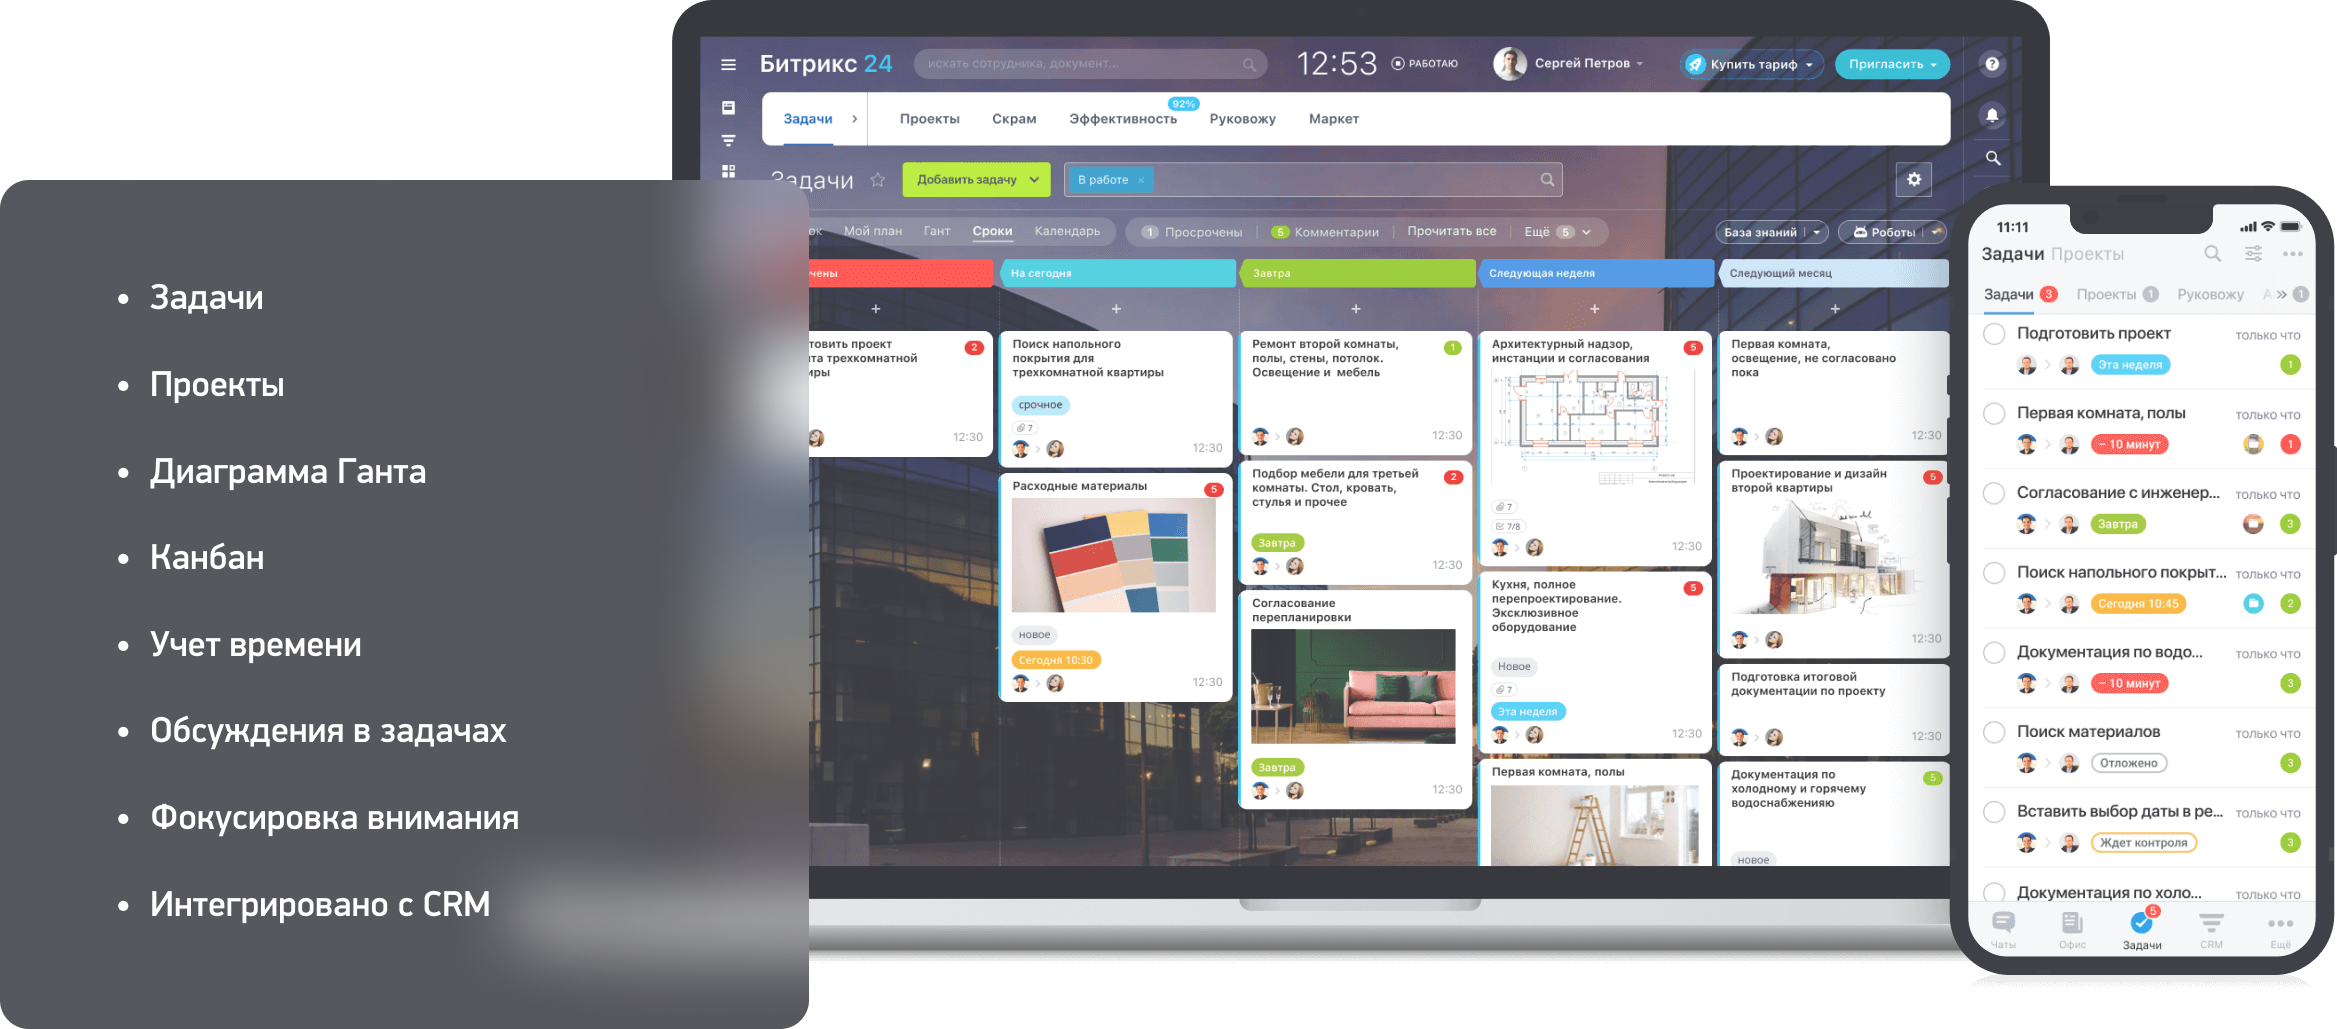 Задачи
Проекты
Диаграмма Ганта
Канбан
Учет времени
Обсуждения в задачах
Фокусировка внимания
Интегрировано с CRM
Битрикс 24
искать сотрудника, документ...
12:53
РАБОТАЮ
Сергей Петров
Купить тариф
Пригласить
Задачи
Проекты
Скрам
Эффективность
92%
Руковожу
Маркет
Задачи
Добавить задачу
В работе ×
Мой план
Гант
Сроки
Календарь
1 Просрочены
5 Комментарии
Прочитать все
Ещё 5
База знаний
Роботы
На сегодня
Завтра
Следующая неделя
Следующий месяц
+
+
+
+
+
проект
2
трехкомнатной
12:30
Поиск напольного
покрытия для
трехкомнатной квартиры
срочное
7
12:30
Расходные материалы
5
новое
Сегодня 10:30
12:30
Ремонт второй комнаты,
1
полы, стены, потолок.
Освещение и мебель
12:30
Подбор мебели для третьей
2
комнаты. Стол, кровать,
стулья и прочее
Завтра
12:30
Согласование
перепланировки
Завтра
12:30
Архитектурный надзор,
5
инстанции и согласования
7
7/8
12:30
Кухня, полное
5
перепроектирование.
Эксклюзивное
оборудование
Новое
7
Эта неделя
12:30
Первая комната, полы
Первая комната,
освещение, не согласовано
пока
12:30
Проектирование и дизайн
5
второй квартиры
12:30
Подготовка итоговой
документации по проекту
12:30
Документация по
5
холодному и горячему
водоснабжению
новое
11:11
Задачи Проекты
Задачи 3
Проекты 1
Руковожу
1
Подготовить проект
только что
Эта неделя
1
Первая комната, полы
только что
– 10 минут
1
Согласование с инженер...
только что
Завтра
3
Поиск напольного покрыт...
только что
Сегодня 10:45
2
Документация по водо...
только что
– 10 минут
3
Поиск материалов
только что
Отложено
3
Вставить выбор даты в ре...
только что
Ждет контроля
3
Документация по холо...
только что
Чаты
Офис
5
Задачи
CRM
Ещё